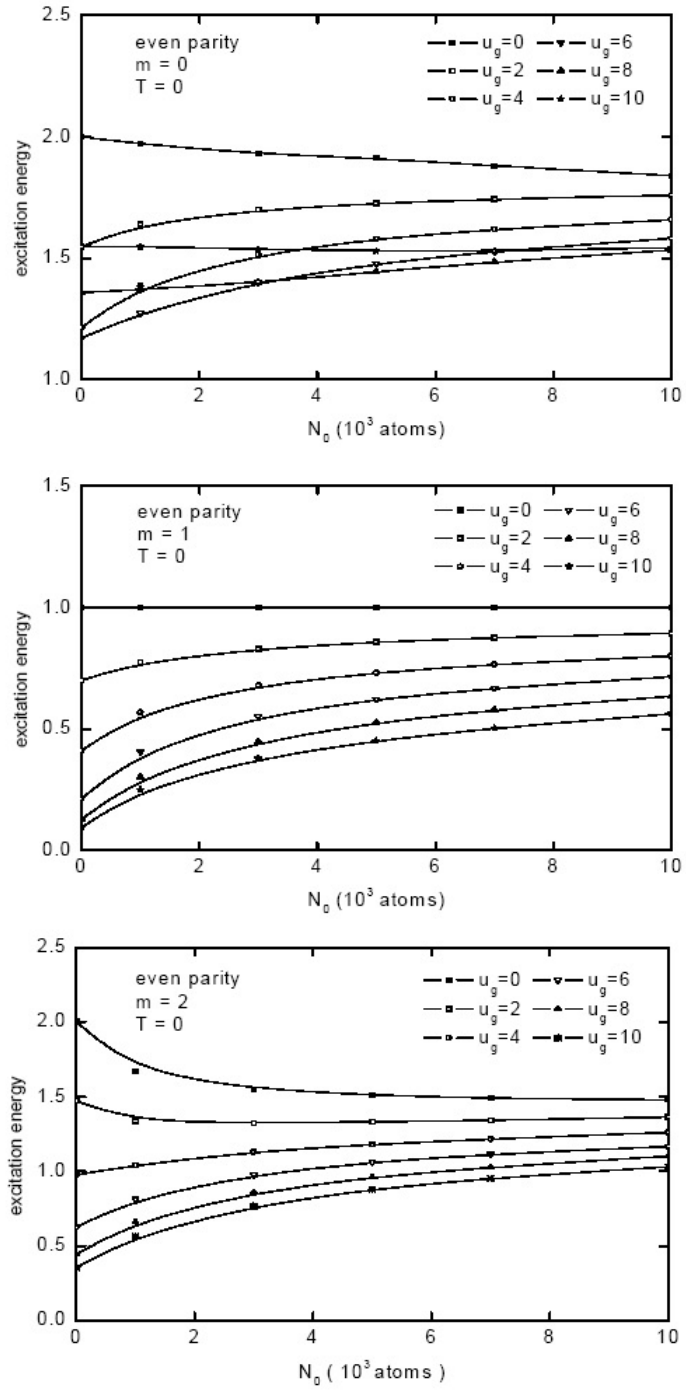 2.5
even parity
m = 0
T = 0
u_g=0 u_g=6
u_g=2 u_g=8
u_g=4 u_g=10
2.0
1.5
1.0
excitation energy
0 2 4 6 8 10
N_0 (10^3 atoms)
1.5
even parity
m = 1
T = 0
u_g=0 u_g=6
u_g=2 u_g=8
u_g=4 u_g=10
1.0
0.5
0.0
excitation energy
0 2 4 6 8 10
N_0 (10^3 atoms)
2.5
even parity
m = 2
T = 0
u_g=0 u_g=6
u_g=2 u_g=8
u_g=4 u_g=10
2.0
1.5
1.0
0.5
0.0
excitation energy
0 2 4 6 8 10
N_0 ( 10^3 atoms )